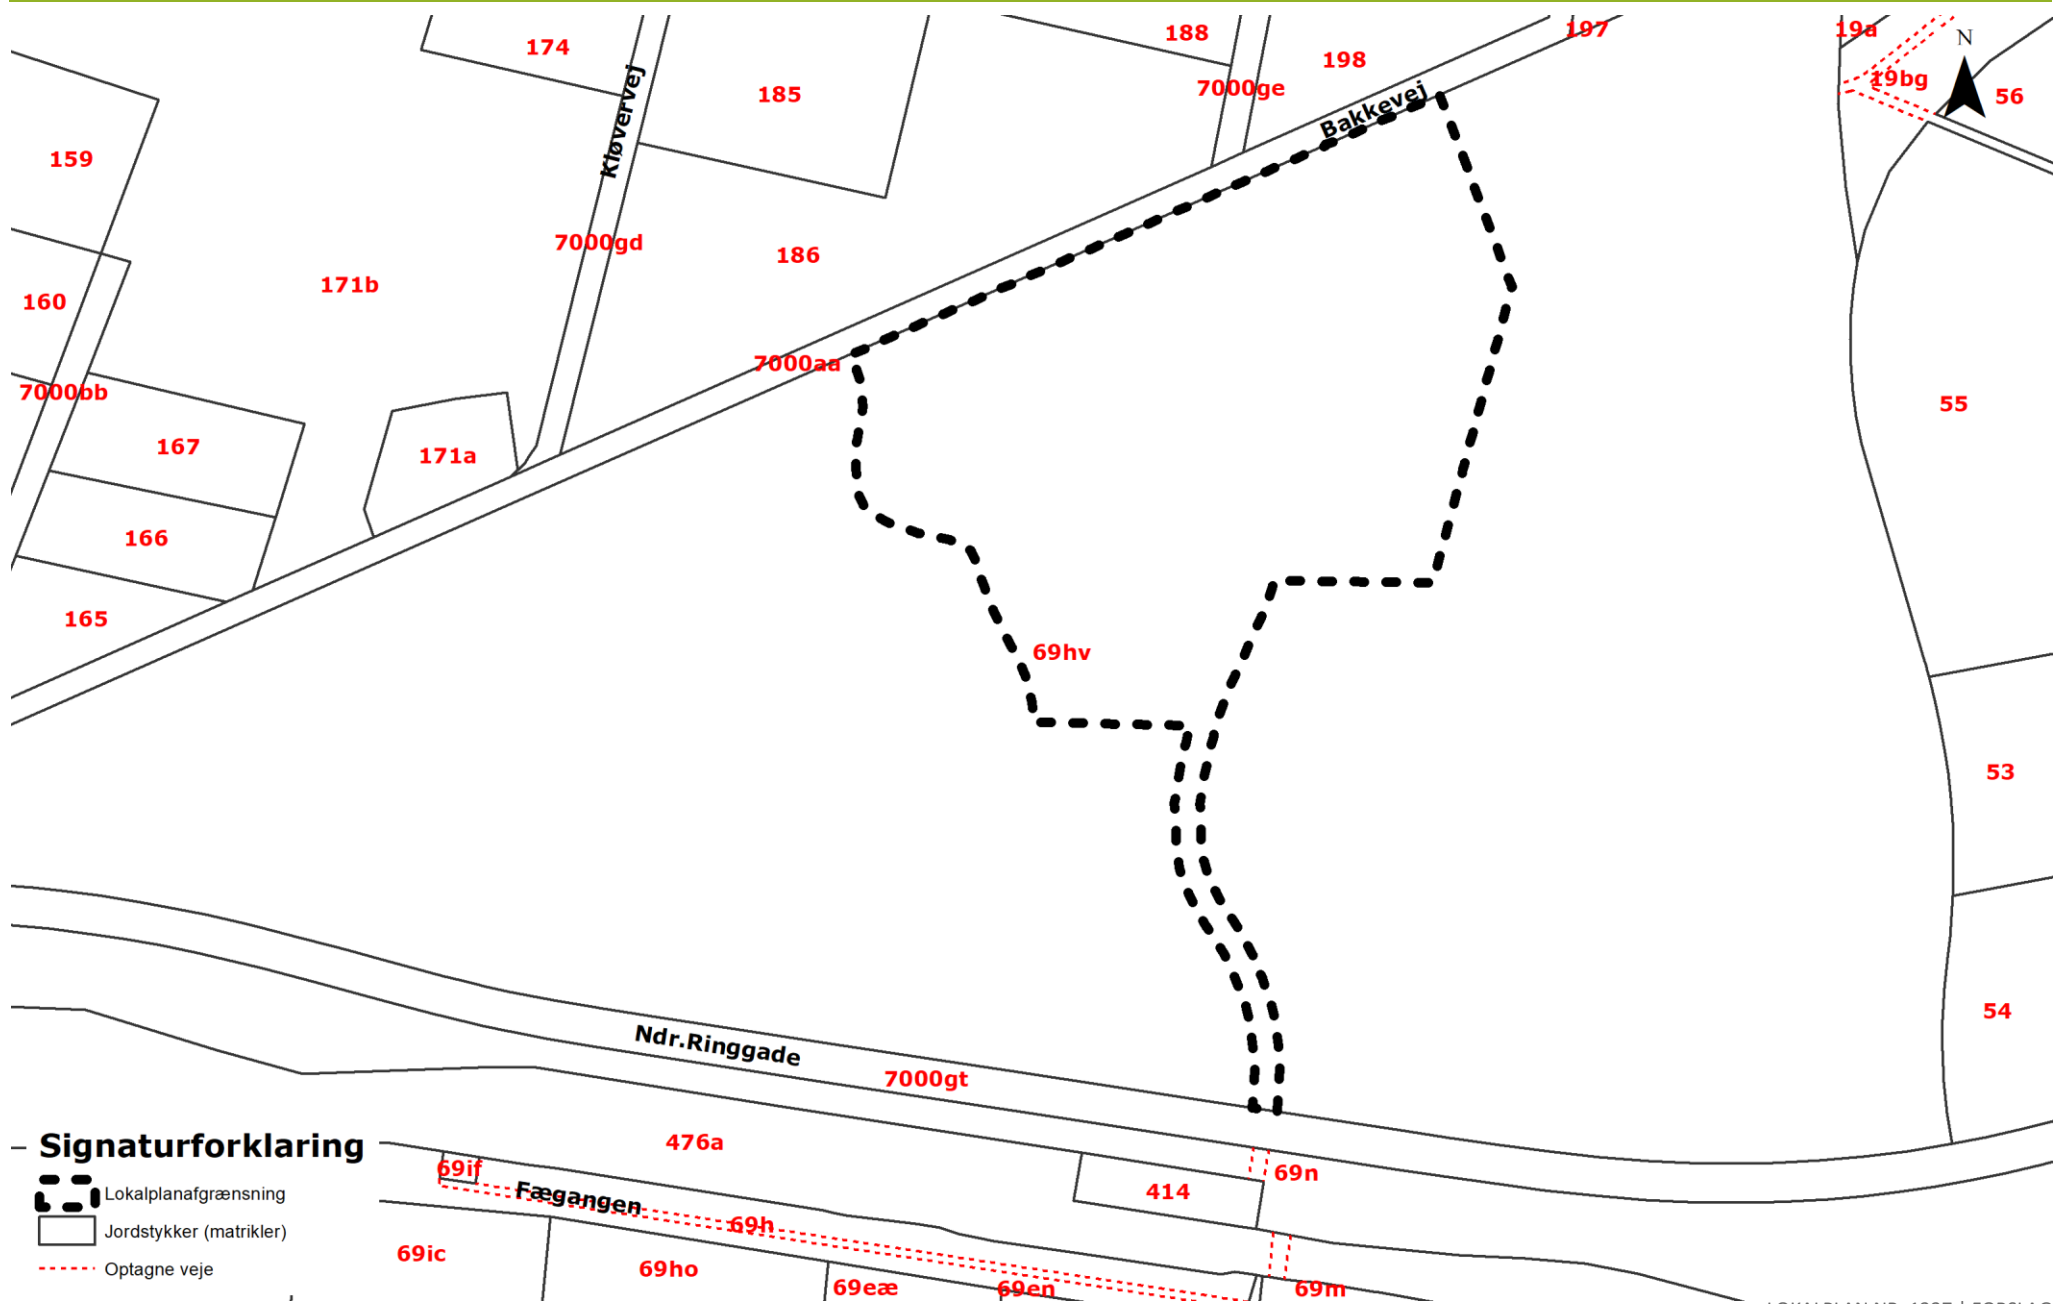 174
188
197
19a
N
198
Kløvervej
185
7000ge
19bg
56
Bakkevej
159
7000gd
186
171b
160
7000aa
7000bb
55
167
171a
166
165
69hv
53
54
Ndr.Ringgade
7000gt
476a
69if
69n
414
Fægangen
69h
69ic
69ho
69eæ
69en
69m
Signaturforklaring
Lokalplanafgrænsning
Jordstykker (matrikler)
Optagne veje